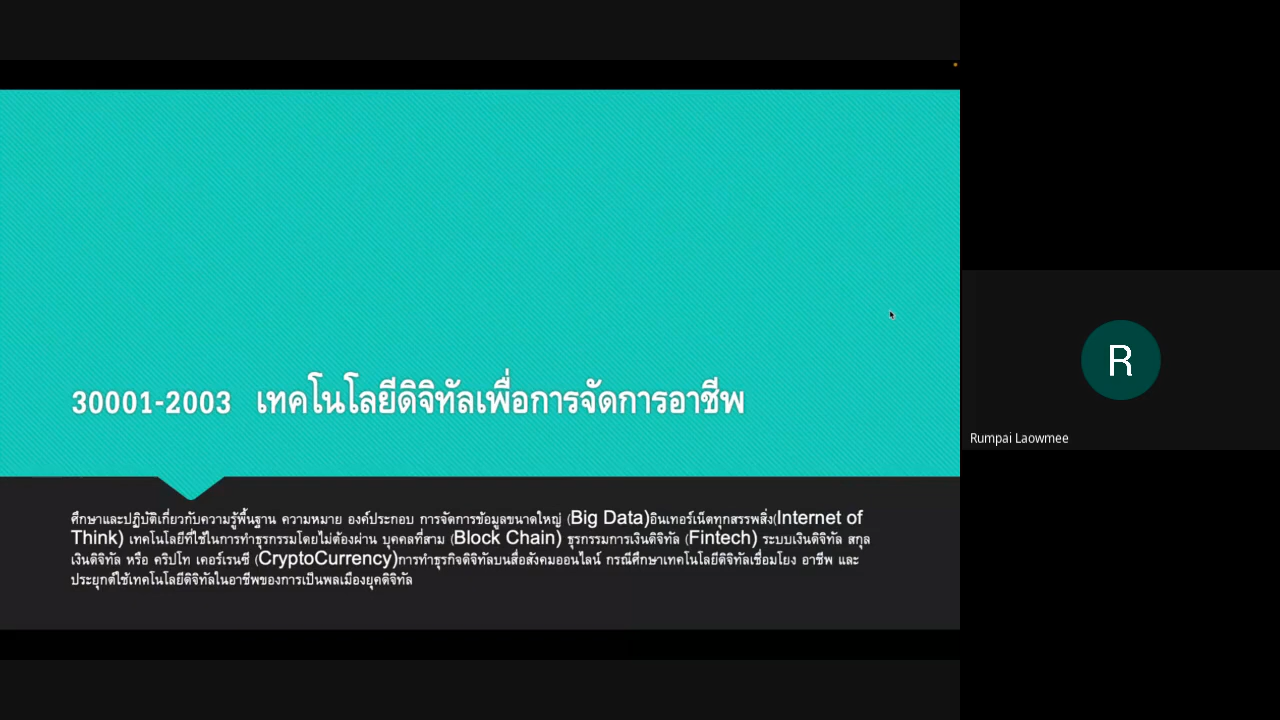 30001-2003 เทคโนโลยีดิจิทัลเพื่อการจัดการอาชีพ
ศึกษาและปฏิบัติเกี่ยวกับความรู้พื้นฐาน ความหมาย องค์ประกอบ การจัดการข้อมูลขนาดใหญ่ (Big Data)อินเทอร์เน็ตทุกสรรพสิ่ง(Internet of
Think) เทคโนโลยีที่ใช้ในการทำธุรกรรมโดยไม่ต้องผ่าน บุคคลที่สาม (Block Chain) ธุรกรรมการเงินดิจิทัล (Fintech) ระบบเงินดิจิทัล สกุล
เงินดิจิทัล หรือ คริปโท เคอร์เรนซี (CryptoCurrency)การทำธุรกิจดิจิทัลบนสื่อสังคมออนไลน์ กรณีศึกษาเทคโนโลยีดิจิทัลเชื่อมโยง อาชีพ และ
ประยุกต์ใช้เทคโนโลยีดิจิทัลในอาชีพของการเป็นพลเมืองยุคดิจิทัล
R
Rumpai Laowmee